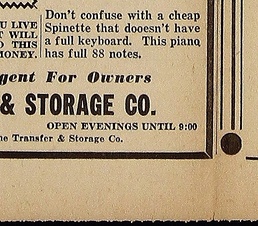 Don't confuse with a cheap
U LIVE Spinette that dooesn't have
T WILL a full keyboard. This piano
O THIS has full 88 notes.
MONEY.
gent For Owners
& STORAGE CO.
OPEN EVENINGS UNTIL 9:00
he Transfer & Storage Co.